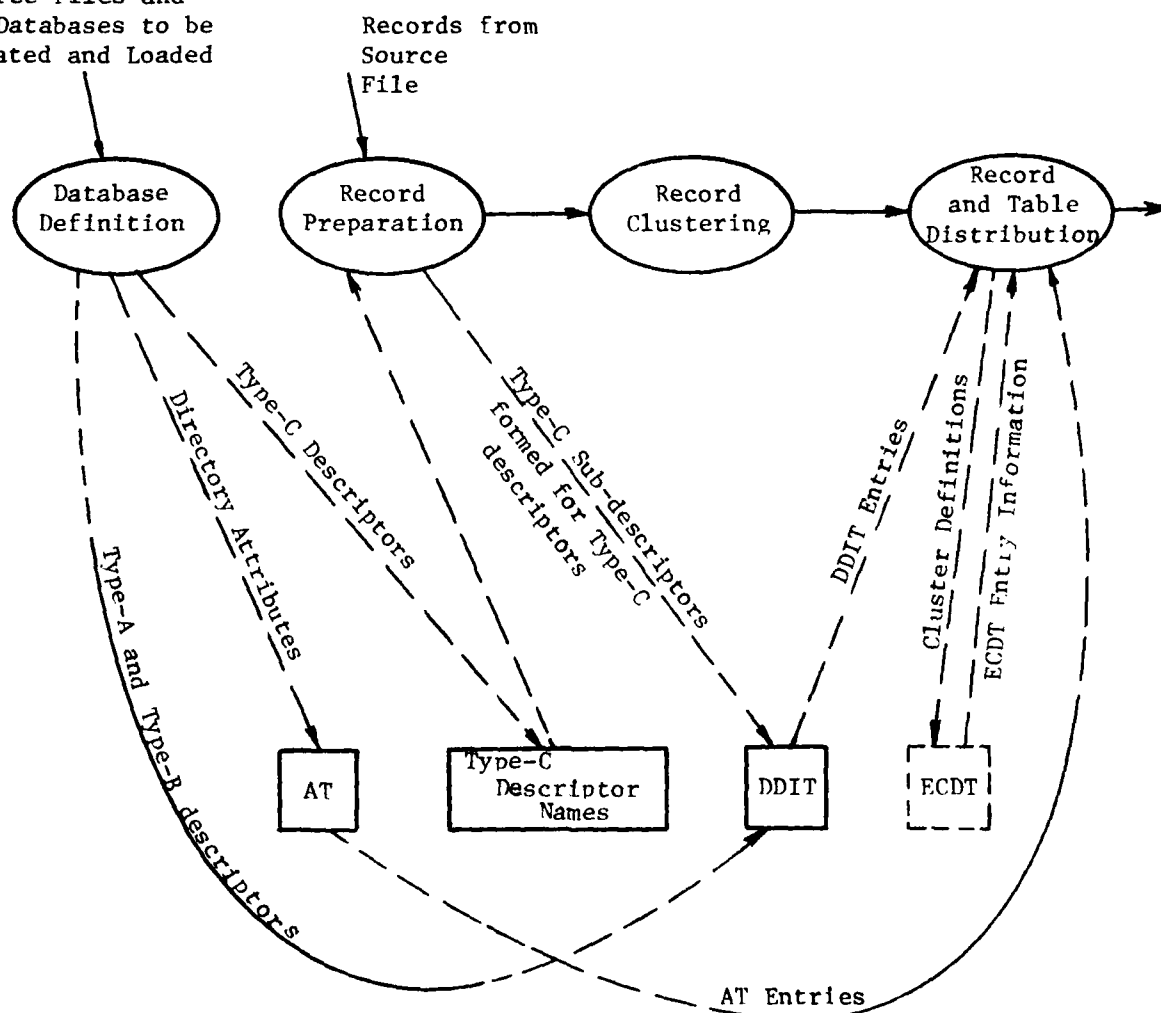 Files and
Databases to be
ated and Loaded
Records from
Source
File
Database
Definition
Record
Preparation
Record
Clustering
Record
and Table
Distribution
Type-C Descriptors
Directory Attributes
Type-A and Type-B descriptors
Type-C Sub-descriptors
formed for Type-C
descriptors
DDIT Entries
Cluster Definitions
ECDT Entry Information
AT
Type-C
Descriptor
Names
DDIT
ECDT
AT Entries